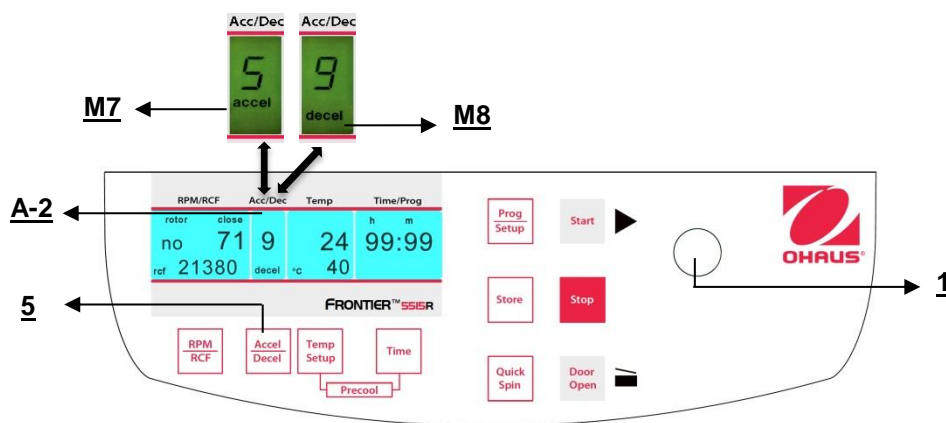 Acc/Dec Acc/Dec
5 9
accel decel
M7 M8
A-2
RPM/RCF Acc/Dec Temp Time/Prog
rotor close h m
no 71 9 24 99:99
rcf 21380 decel °C 40
FRONTIER™ 5515R
5
RPM
RCF
Accel
Decel
Temp
Setup
Time
Precool
Prog
Setup
Start
Store
Stop
Quick
Spin
Door
Open
OHAUS®
1